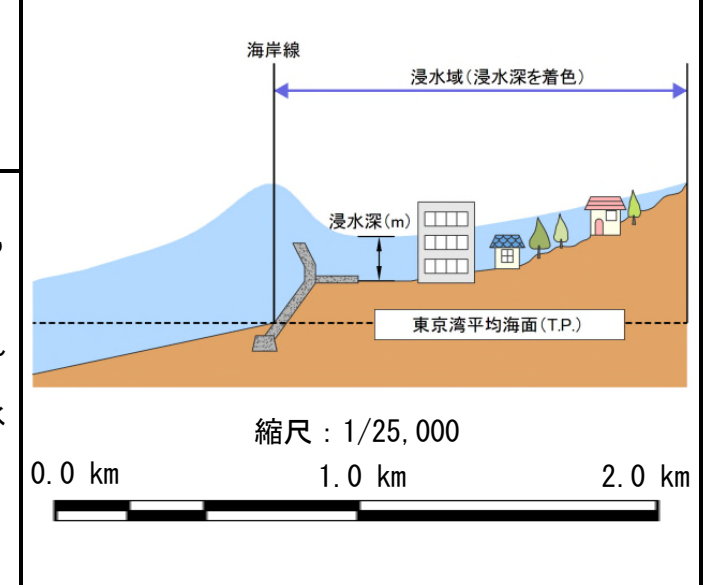 海岸線
浸水域(浸水深を着色)
浸水深(m)
東京湾平均海面(T.P.)
縮尺：1/25,000
0.0 km 1.0 km 2.0 km